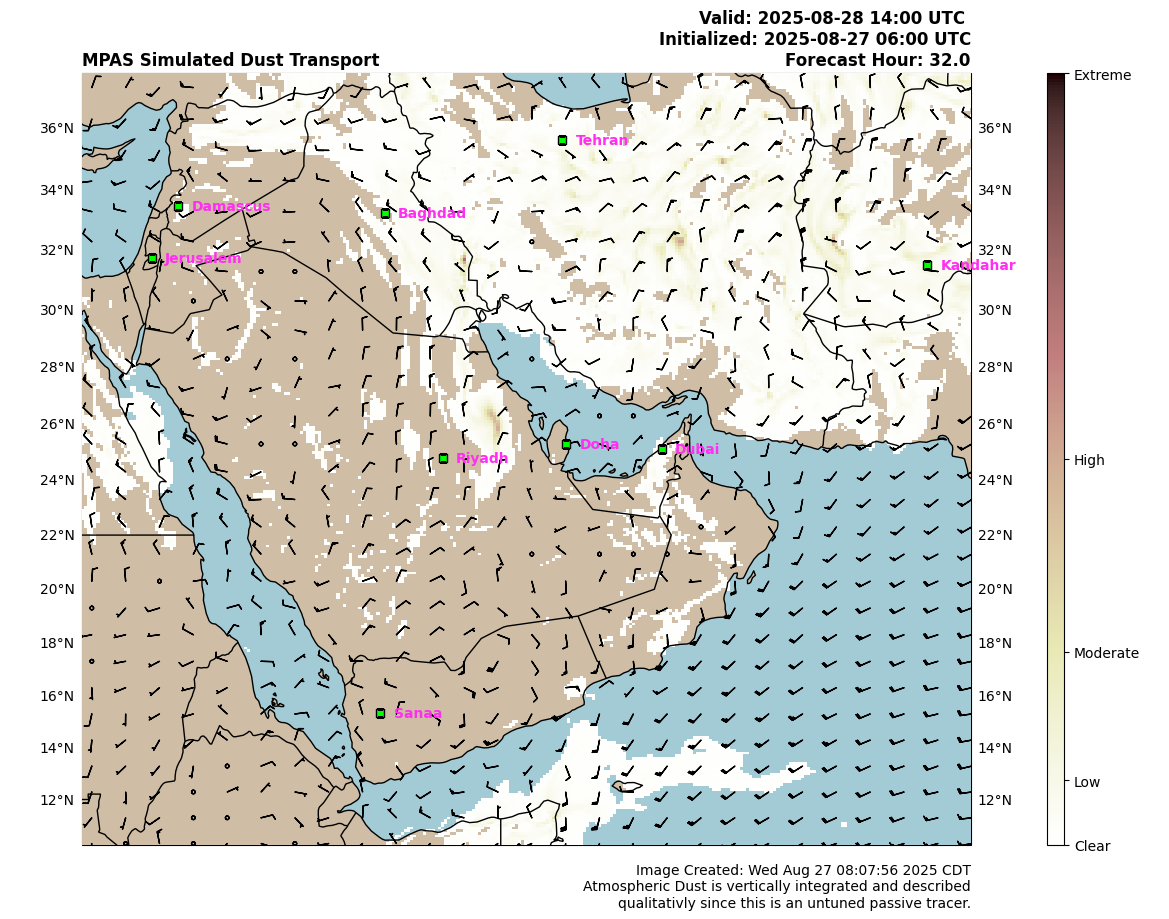 Valid: 2025-08-28 14:00 UTC
Initialized: 2025-08-27 06:00 UTC
MPAS Simulated Dust Transport
Forecast Hour: 32.0
Extreme
36°N
36°N
Tehran
34°N
34°N
Damascus
Baghdad
32°N
32°N
Jerusalem
Kandahar
30°N
30°N
28°N
28°N
26°N
26°N
Doha
Dubai
Riyadh
High
24°N
24°N
22°N
22°N
20°N
20°N
18°N
18°N
Moderate
16°N
16°N
Sanaa
14°N
14°N
Low
12°N
12°N
Clear
Image Created: Wed Aug 27 08:07:56 2025 CDT
Atmospheric Dust is vertically integrated and described
qualitativly since this is an untuned passive tracer.